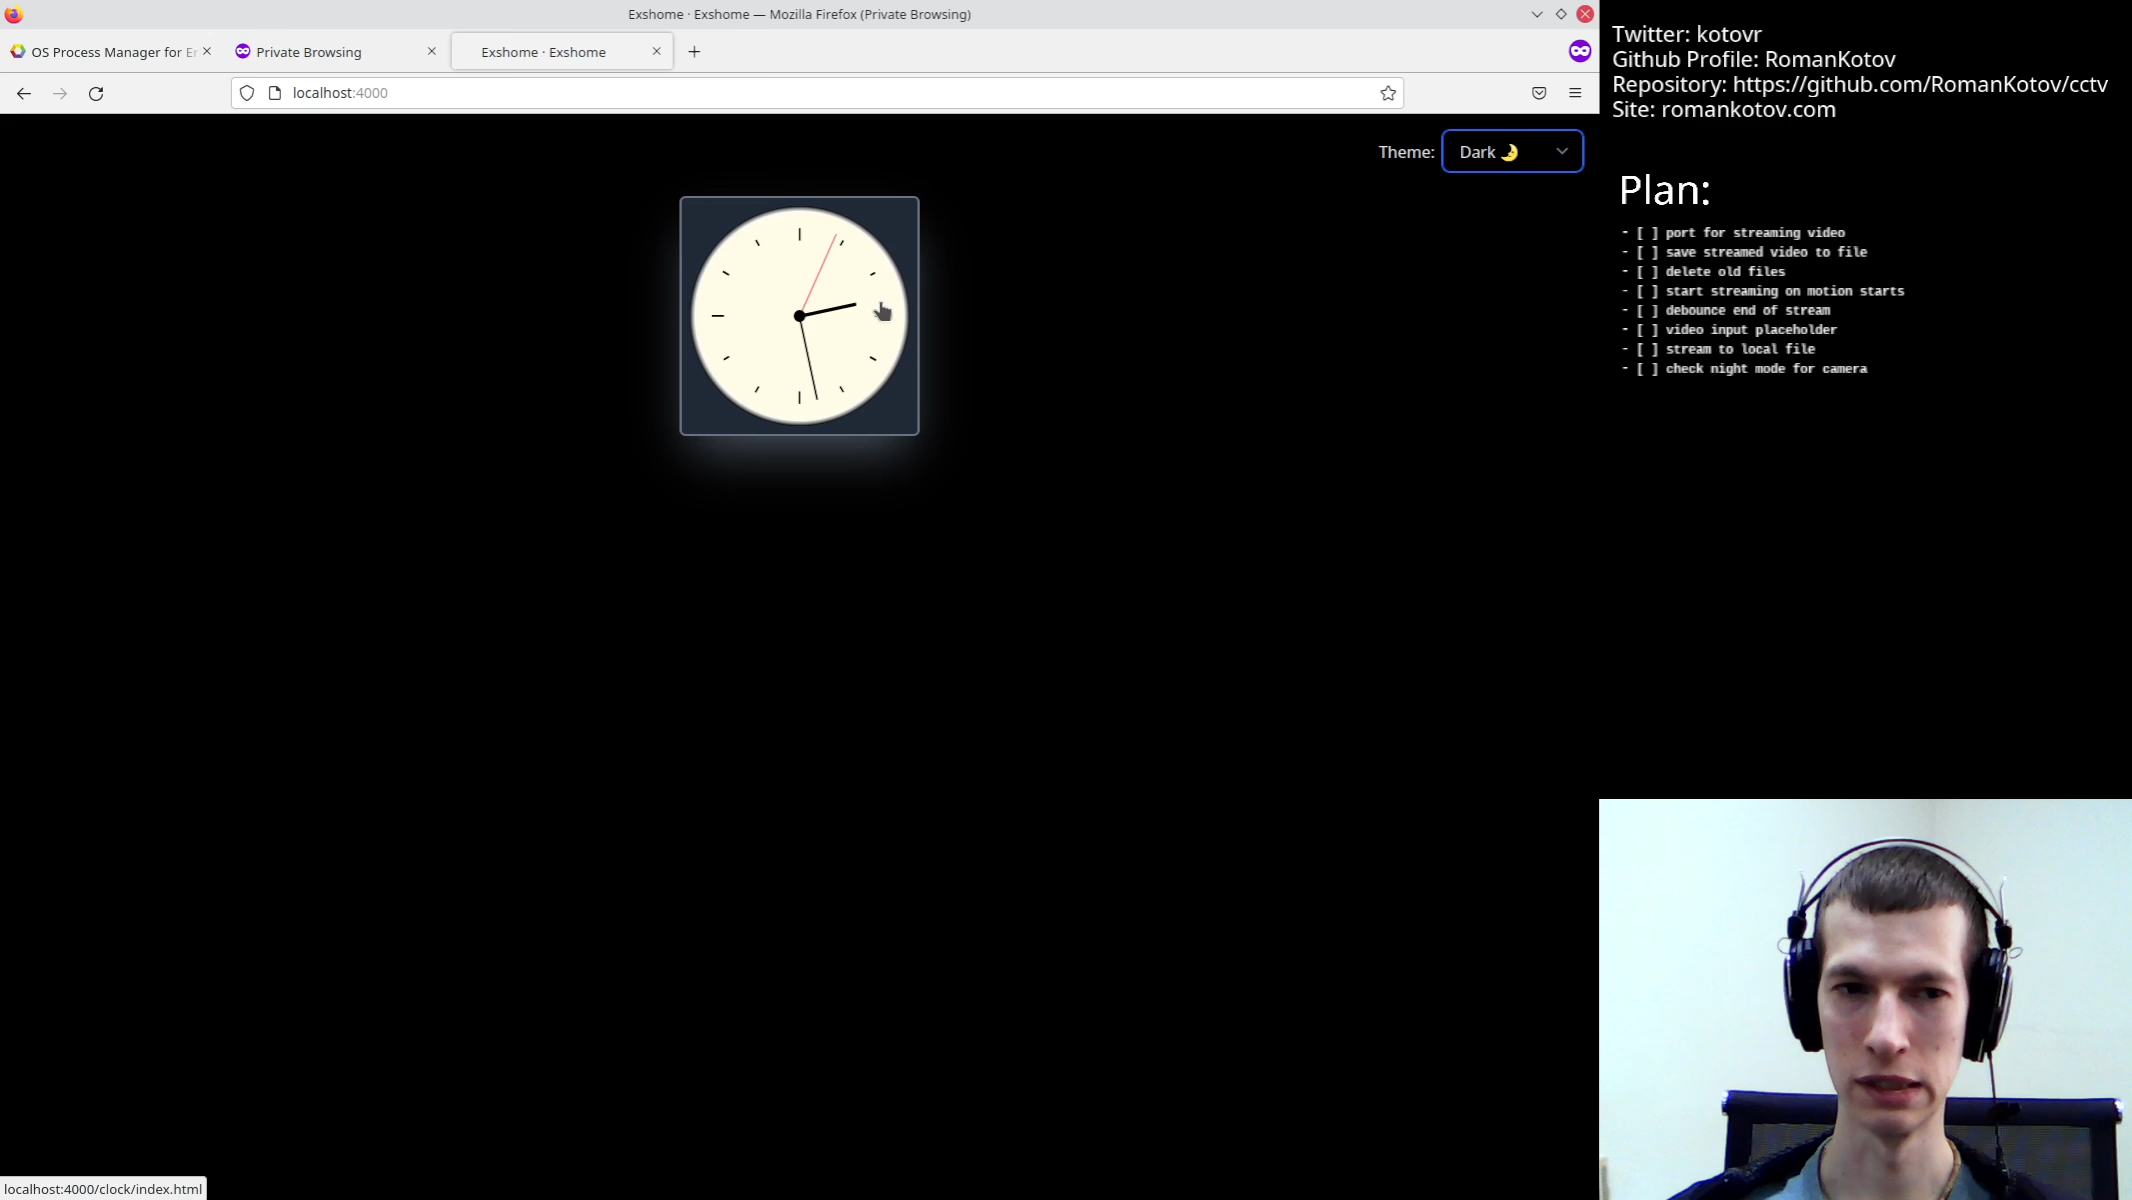 Exshome · Exshome — Mozilla Firefox (Private Browsing)
OS Process Manager for Er
Private Browsing
Exshome · Exshome
localhost:4000
Theme: Dark 🌛
localhost:4000/clock/index.html
Twitter: kotovr
Github Profile: RomanKotov
Repository: https://github.com/RomanKotov/cctv
Site: romankotov.com
Plan:
- [ ] port for streaming video
- [ ] save streamed video to file
- [ ] delete old files
- [ ] start streaming on motion starts
- [ ] debounce end of stream
- [ ] video input placeholder
- [ ] stream to local file
- [ ] check night mode for camera